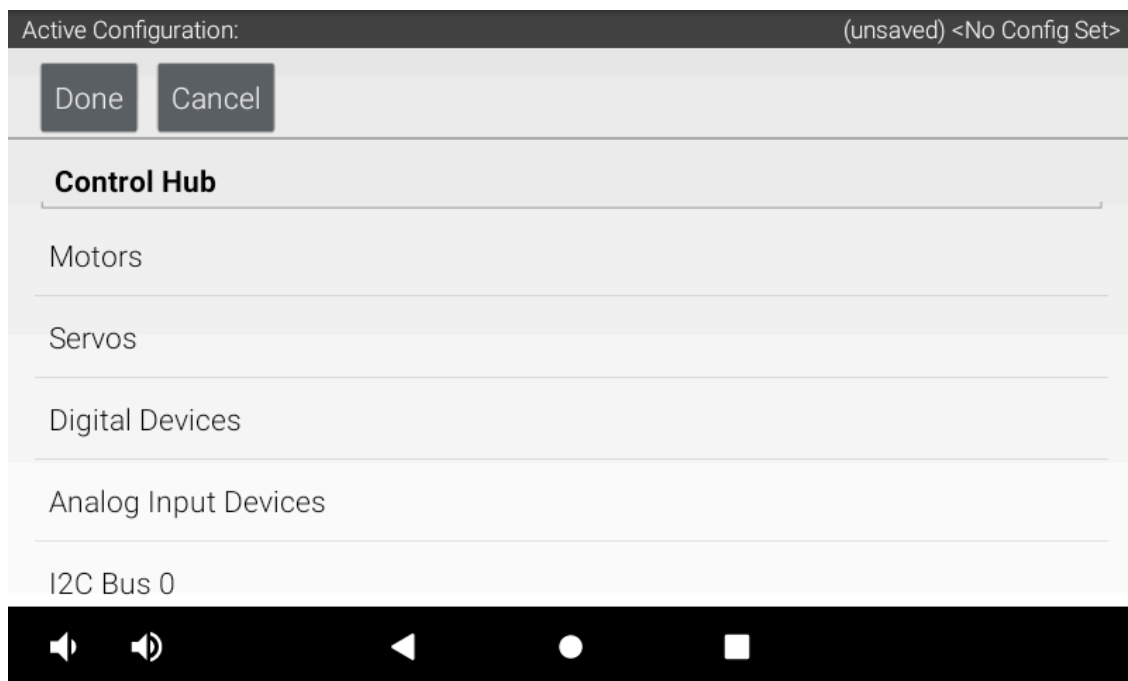 Active Configuration: (unsaved) <No Config Set>
Done Cancel
Control Hub
Motors
Servos
Digital Devices
Analog Input Devices
I2C Bus 0